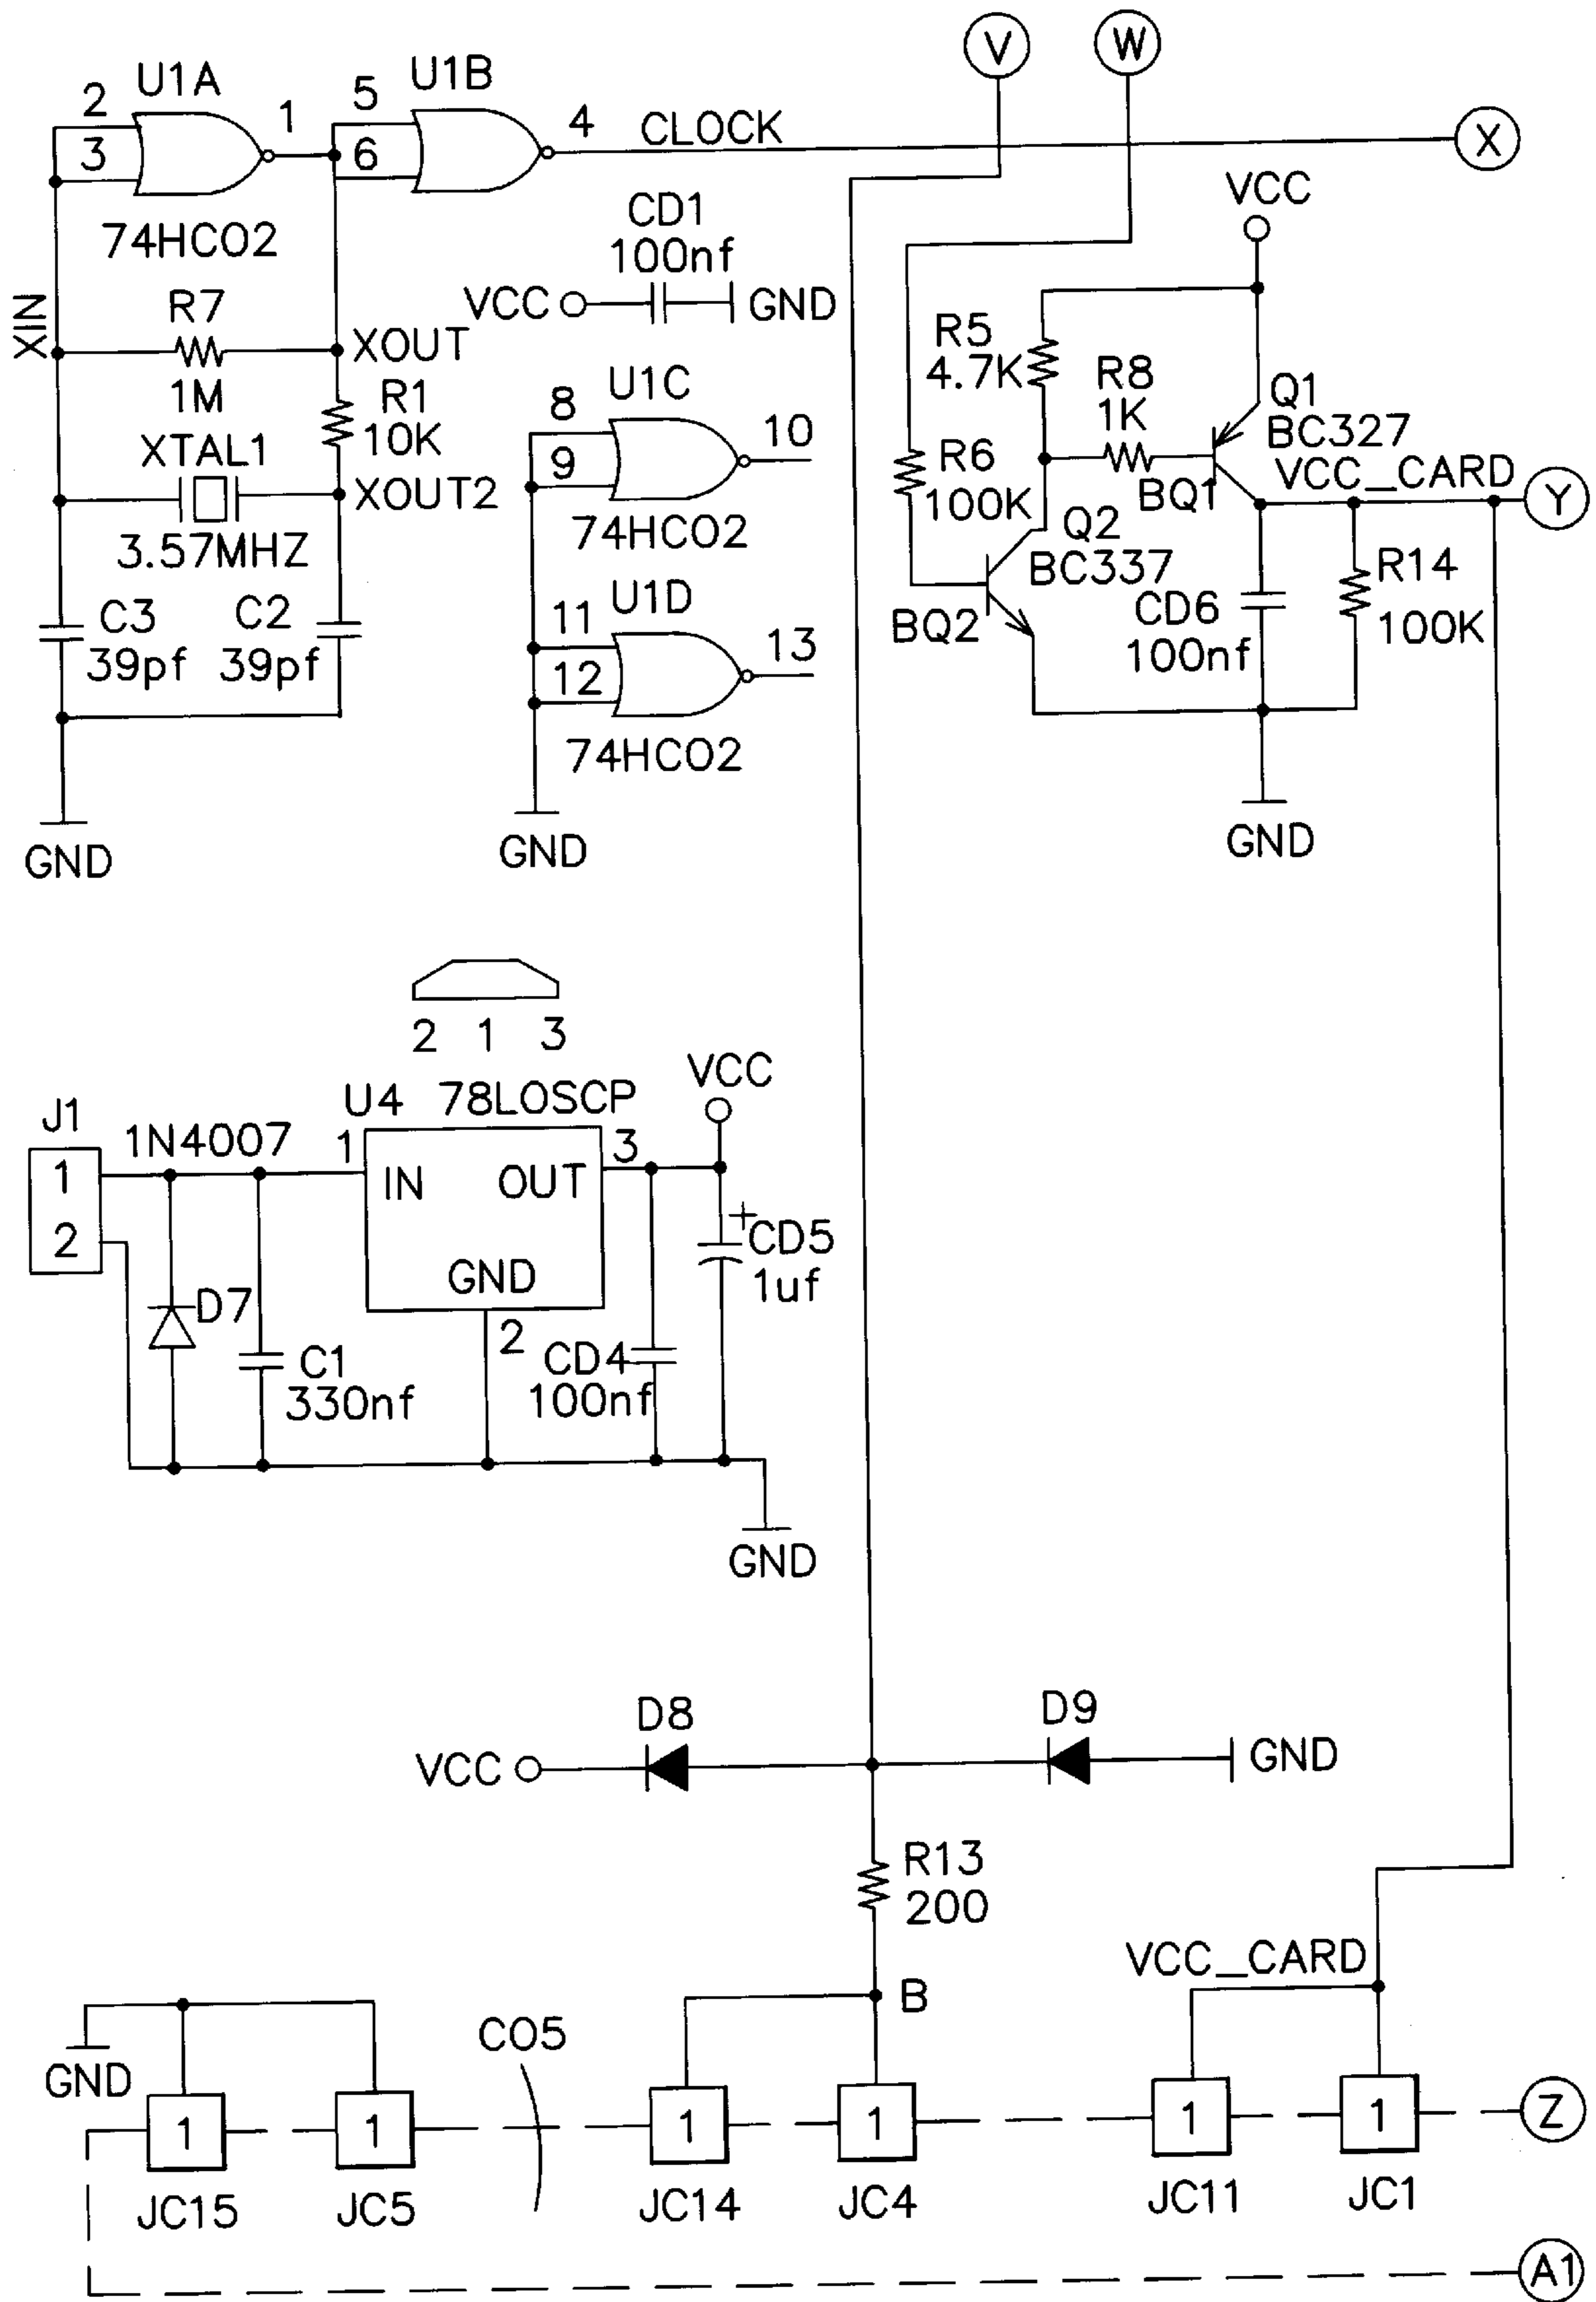 V
W
U1A
U1B
2
3
1
5
6
4
CLOCK
X
74HCO2
CD1
100nf
VCC
GND
VCC
XIN
R7
1M
XOUT
R1
10K
XTAL1
XOUT2
3.57MHZ
C3
39pf
C2
39pf
GND
U1C
8
9
10
74HCO2
U1D
11
12
13
74HCO2
GND
R5
4.7K
R8
1K
Q1
BC327
R6
100K
BQ1
VCC_CARD
Y
Q2
BC337
BQ2
CD6
100nf
R14
100K
GND
2 1 3
VCC
U4 78LOSCP
J1
1N4007
1
2
1
IN
OUT
3
GND
2
D7
C1
330nf
CD4
100nf
+
CD5
1uf
GND
D8
D9
VCC
GND
R13
200
VCC_CARD
B
GND
CO5
1
1
1
1
1
1
Z
JC15
JC5
JC14
JC4
JC11
JC1
A1